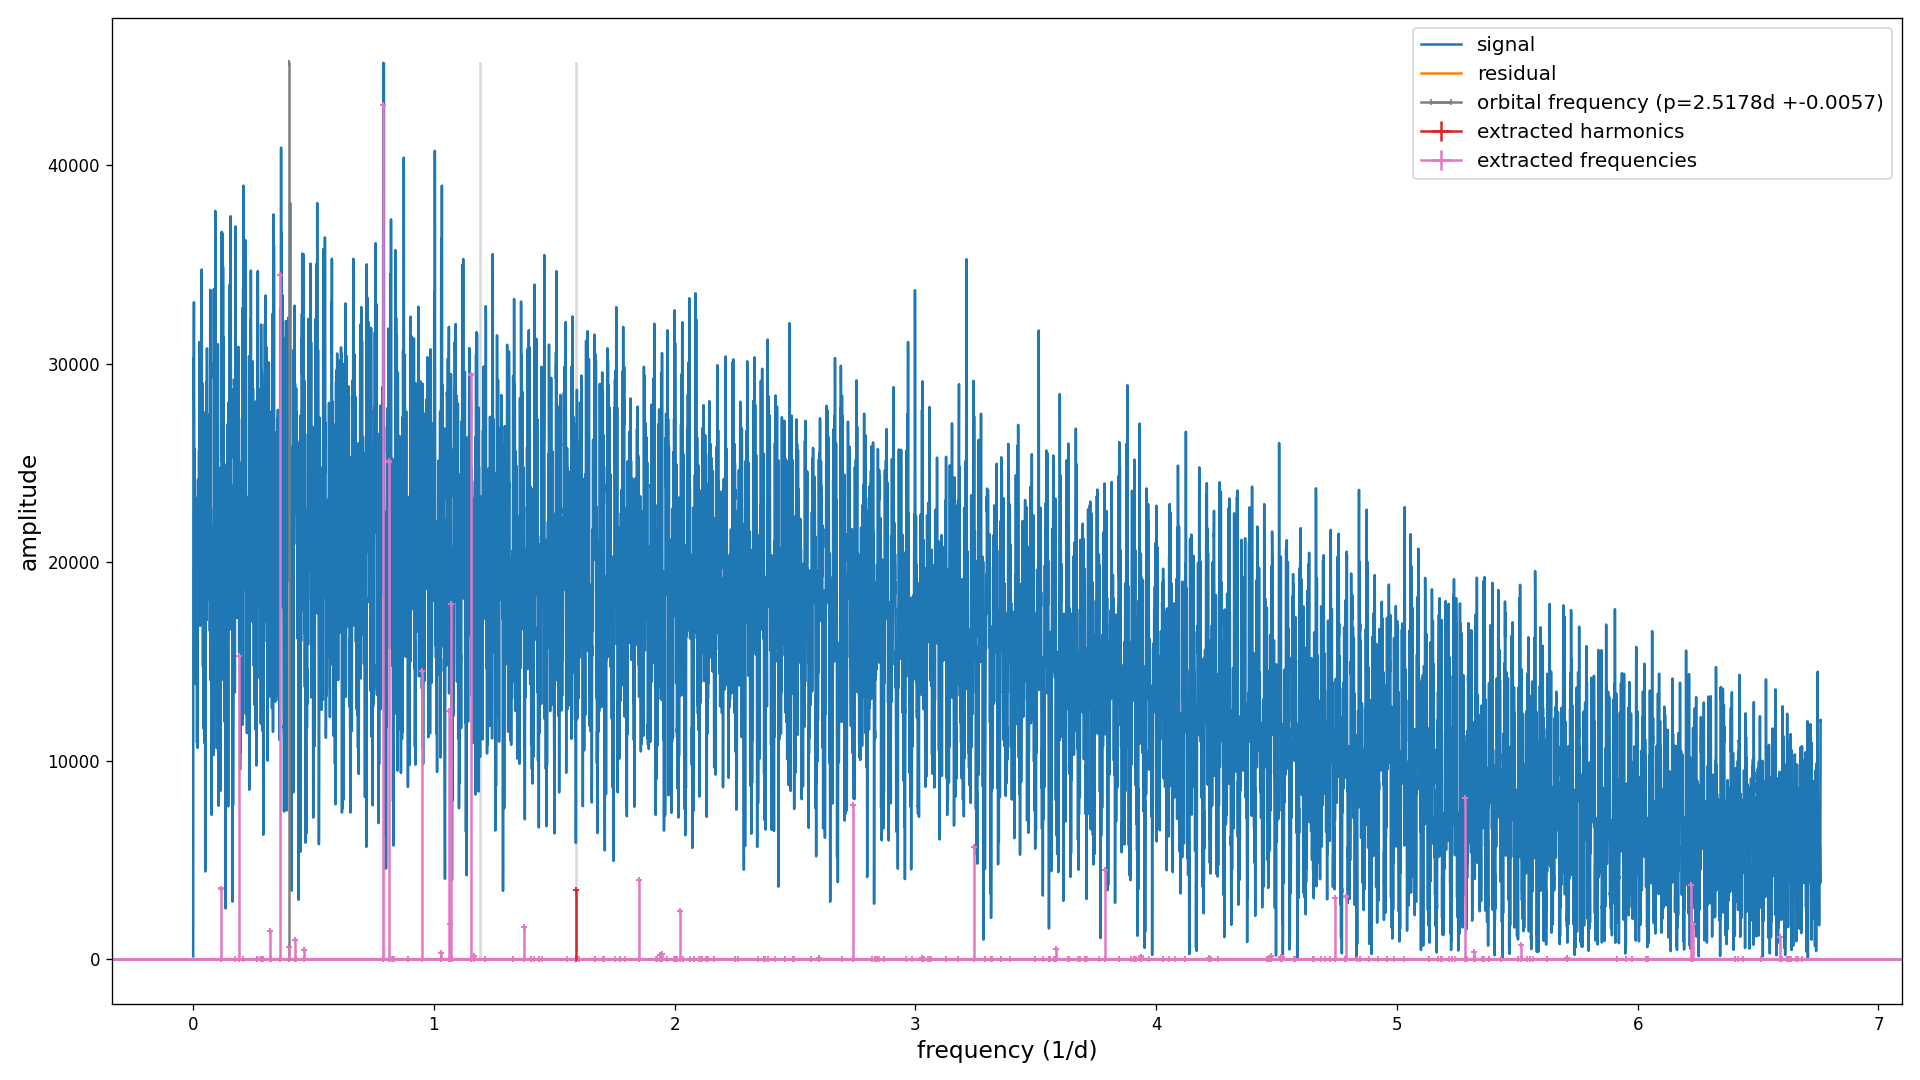 signal
residual
orbital frequency (p=2.5178d +-0.0057)
extracted harmonics
extracted frequencies
amplitude
40000
30000
20000
10000
0
0 1 2 3 4 5 6 7
frequency (1/d)